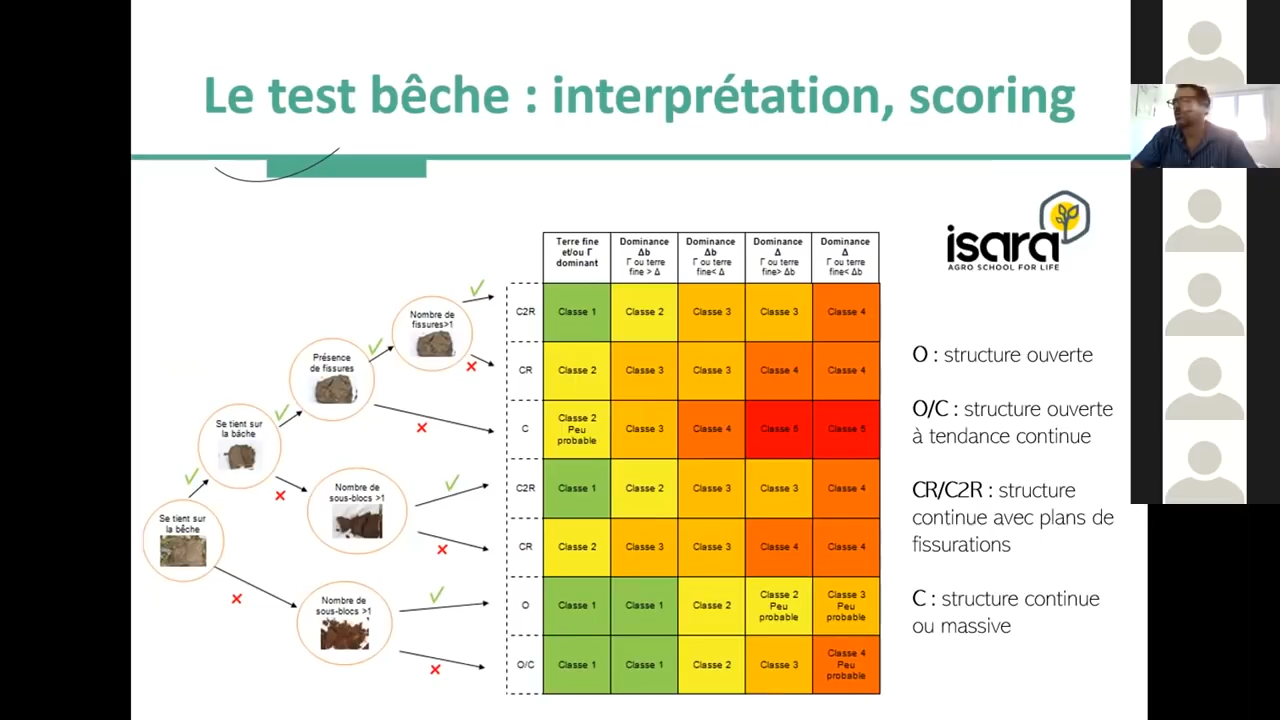 Le test bêche : interprétation, scoring
isara
AGRO SCHOOL FOR LIFE
Se tient sur
la bêche
Se tient sur
la bâche
Présence
de fissures
Nombre de
fissures>1
Nombre de
sous-blocs >1
Nombre de
sous-blocs >1
Terre fine
et/ou Γ
dominant
Dominance
Δb
Γ ou terre
fine > Δ
Dominance
Δb
Γ ou terre
fine< Δ
Dominance
Δ
Γ ou terre
fine> Δb
Dominance
Δ
Γ ou terre
fine< Δb
C2R Classe 1 Classe 2 Classe 3 Classe 3 Classe 4
CR Classe 2 Classe 3 Classe 3 Classe 4 Classe 4
C Classe 2 Peu probable Classe 3 Classe 4 Classe 5 Classe 5
C2R Classe 1 Classe 2 Classe 3 Classe 3 Classe 4
CR Classe 2 Classe 3 Classe 3 Classe 4 Classe 4
O Classe 1 Classe 1 Classe 2 Classe 2 Peu probable Classe 3 Peu probable
O/C Classe 1 Classe 1 Classe 2 Classe 3 Classe 4 Peu probable
O : structure ouverte
O/C : structure ouverte
à tendance continue
CR/C2R : structure
continue avec plans de
fissurations
C : structure continue
ou massive